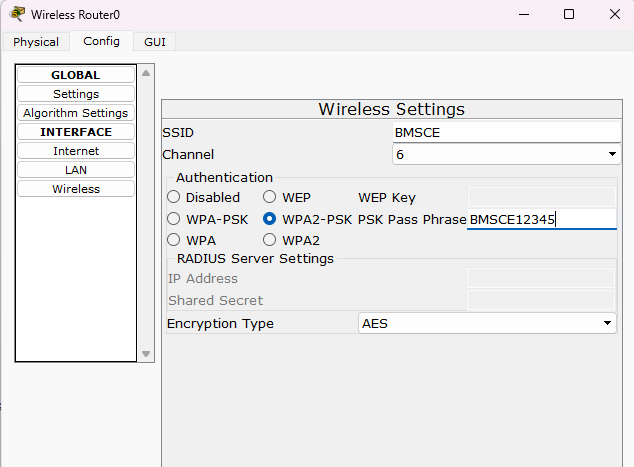 Wireless Router0
Physical Config GUI
GLOBAL
Settings
Algorithm Settings
INTERFACE
Internet
LAN
Wireless
Wireless Settings
SSID BMSCE
Channel 6
Authentication
Disabled WEP WEP Key
WPA-PSK WPA2-PSK PSK Pass Phrase BMSCE12345
WPA WPA2
RADIUS Server Settings
IP Address
Shared Secret
Encryption Type AES